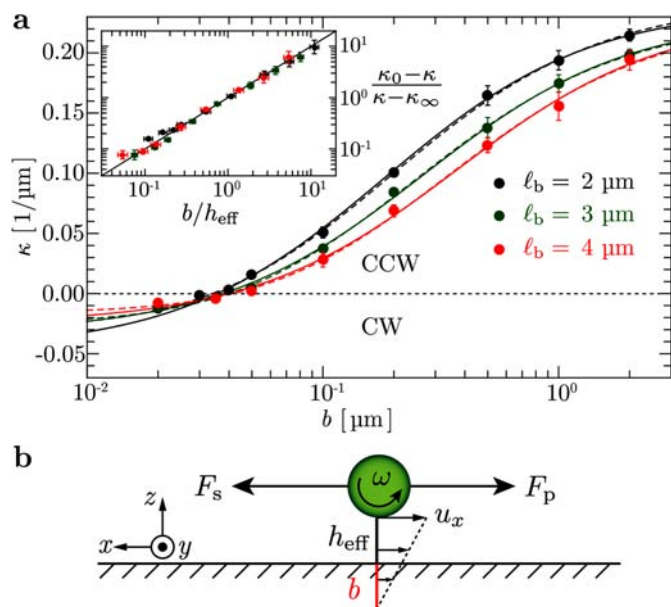 a
0.20
0.15
0.10
0.05
0.00
-0.05
κ [1/µm]
10⁻² 10⁻¹ 10⁰
b [µm]
10¹
10⁰
10⁻¹
κ₀ − κ
κ − κ∞
10⁻¹ 10⁰ 10¹
b/h_eff
ℓ_b = 2 µm
ℓ_b = 3 µm
ℓ_b = 4 µm
CCW
CW
b
ω
F_s F_p
z u_x
x y h_eff
b